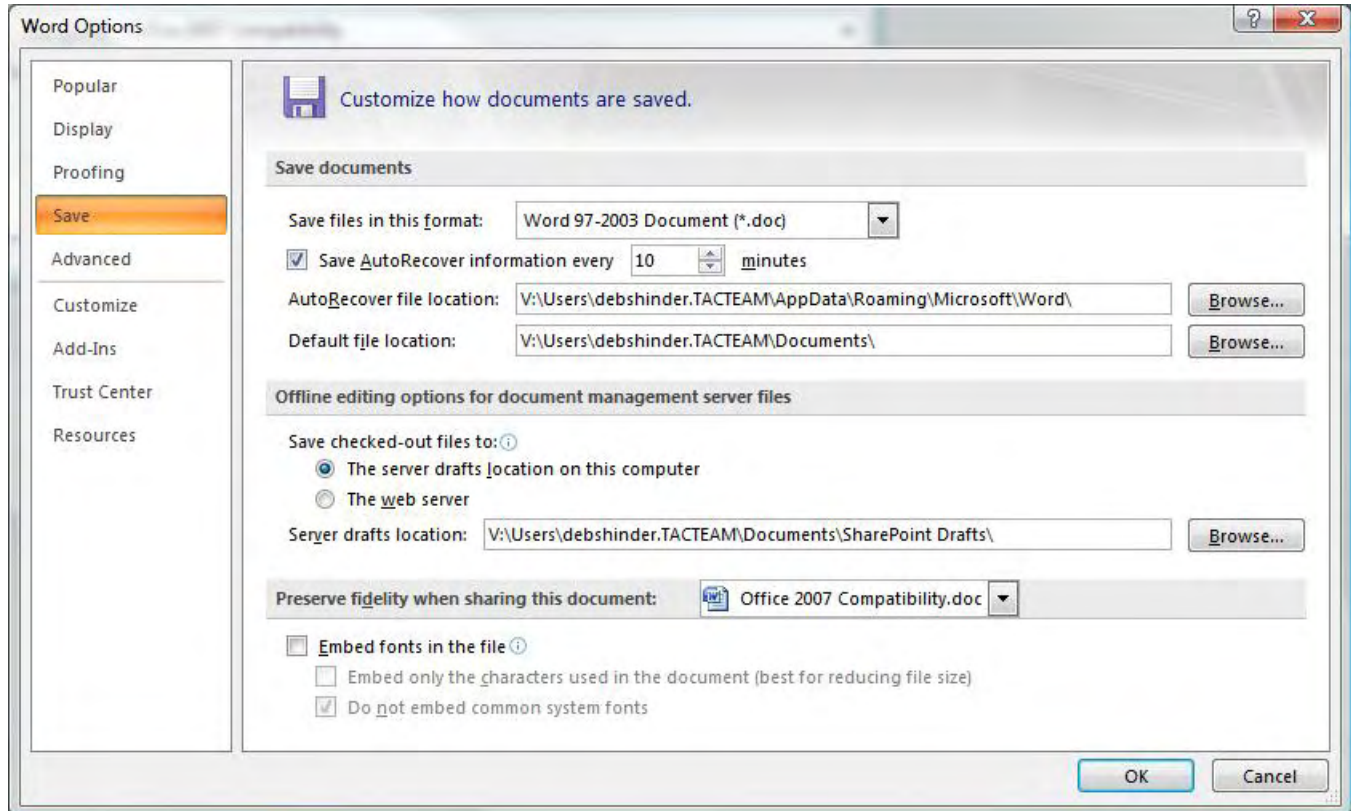 Word Options
Popular
Display
Proofing
Save
Advanced
Customize
Add-Ins
Trust Center
Resources
Customize how documents are saved.
Save documents
Save files in this format: Word 97-2003 Document (*.doc)
Save AutoRecover information every 10 minutes
AutoRecover file location: V:\Users\debshinder.TACTEAM\AppData\Roaming\Microsoft\Word\ Browse...
Default file location: V:\Users\debshinder.TACTEAM\Documents\ Browse...
Offline editing options for document management server files
Save checked-out files to:
The server drafts location on this computer
The web server
Server drafts location: V:\Users\debshinder.TACTEAM\Documents\SharePoint Drafts\ Browse...
Preserve fidelity when sharing this document: Office 2007 Compatibility.doc
Embed fonts in the file
Embed only the characters used in the document (best for reducing file size)
Do not embed common system fonts
OK Cancel